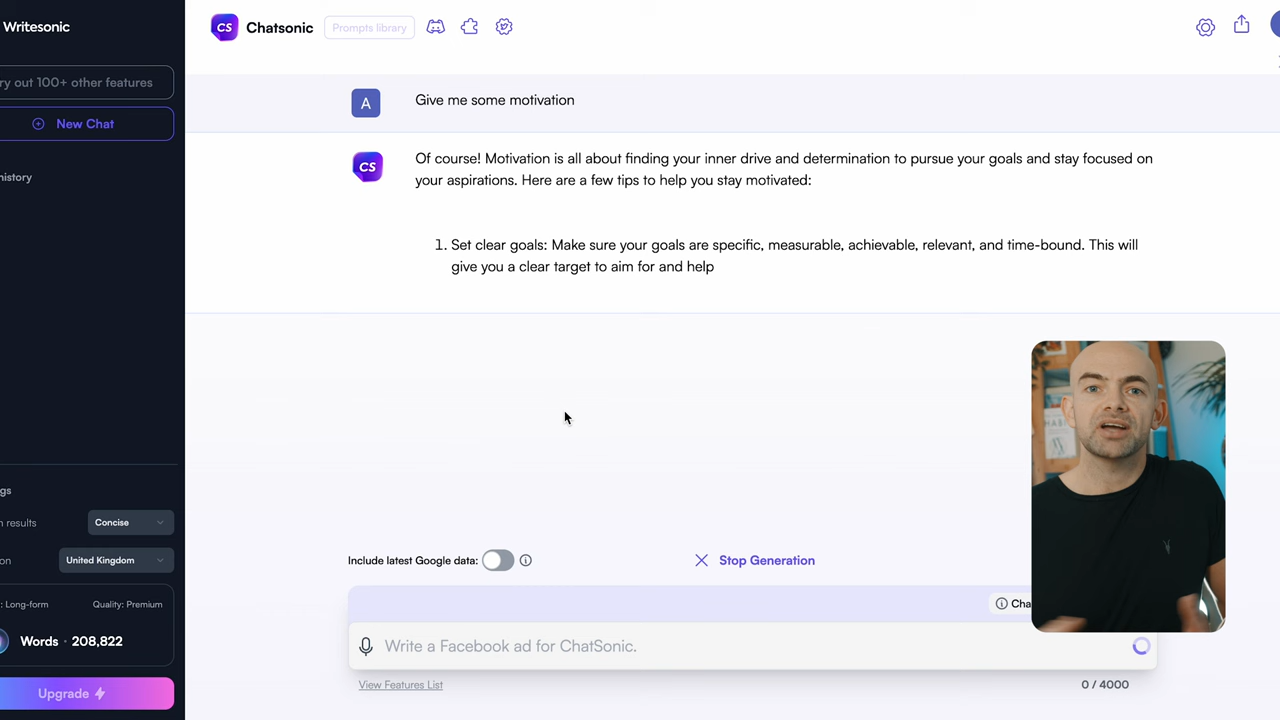 Writesonic
ry out 100+ other features
New Chat
history
gs
n results
Concise
on
United Kingdom
: Long-form
Quality: Premium
Words · 208,822
Upgrade
CS
Chatsonic
Prompts library
A
Give me some motivation
CS
Of course! Motivation is all about finding your inner drive and determination to pursue your goals and stay focused on
your aspirations. Here are a few tips to help you stay motivated:
1. Set clear goals: Make sure your goals are specific, measurable, achievable, relevant, and time-bound. This will
give you a clear target to aim for and help
Include latest Google data:
Stop Generation
Cha
Write a Facebook ad for ChatSonic.
View Features List
0 / 4000